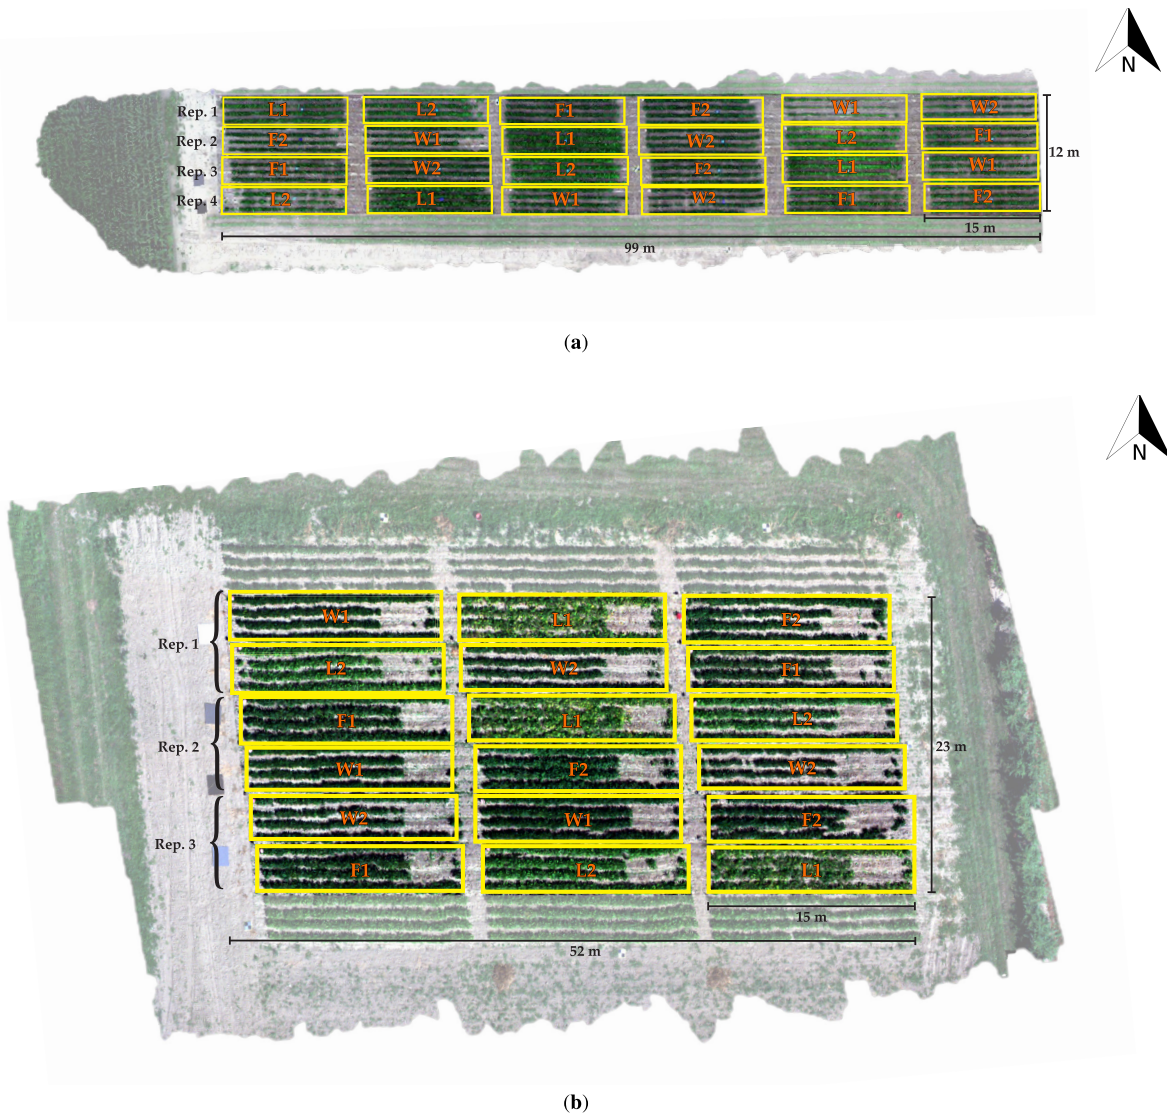 N
Rep. 1 L1 L2 F1 F2 W1 W2
Rep. 2 F2 W1 L1 W2 L2 F1
12 m
Rep. 3 F1 W2 L2 F2 L1 W1
Rep. 4 L2 L1 W1 W2 F1 F2
15 m
99 m
(a)
N
Rep. 1
W1 L1 F2
L2 W2 F1
Rep. 2
F1 L1 L2
23 m
W1 F2 W2
Rep. 3
W2 W1 F2
F1 L2 L1
15 m
52 m
(b)